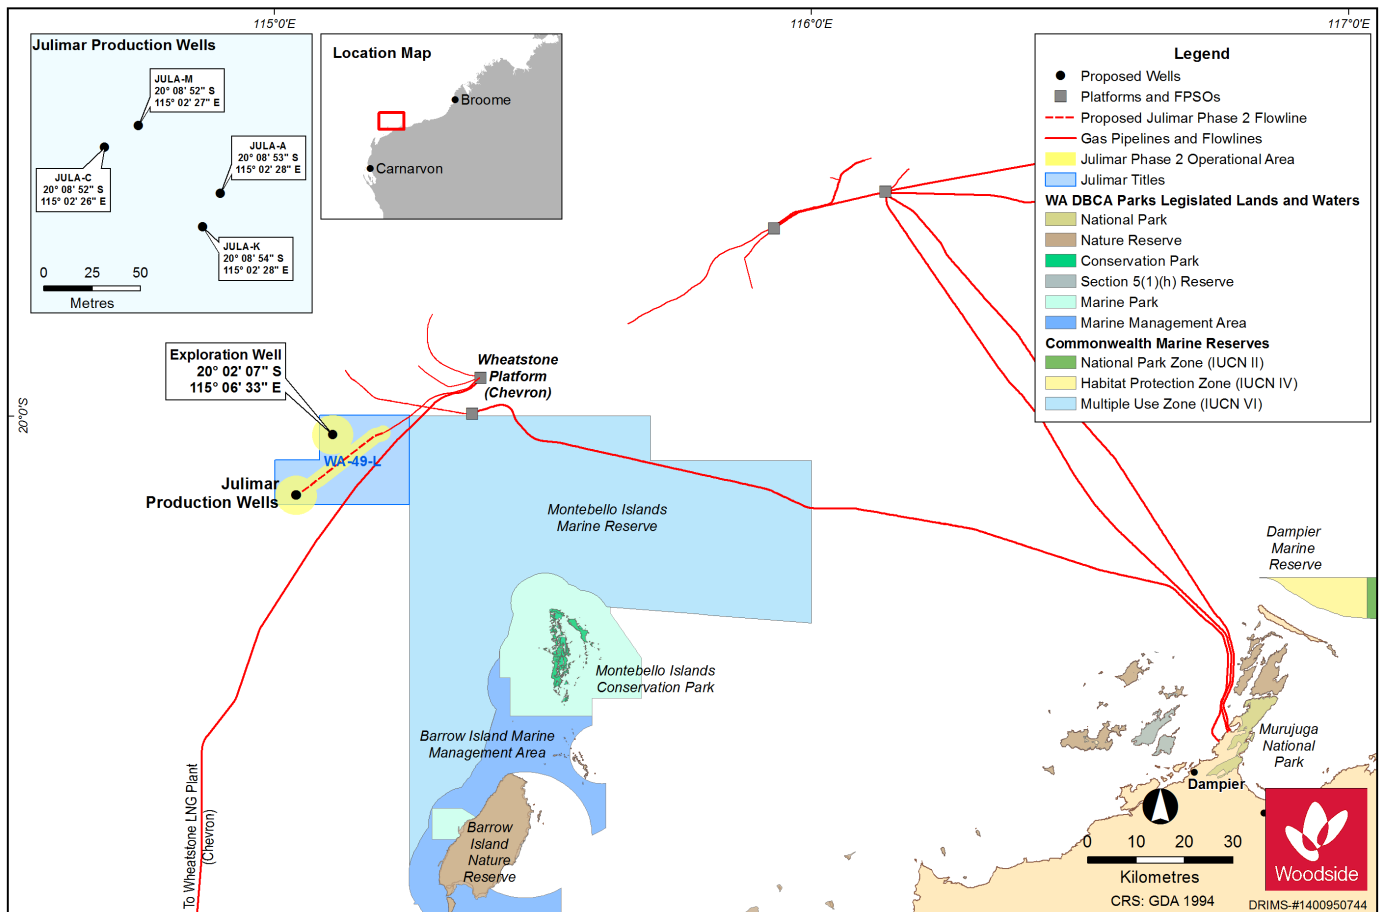 115°0'E
116°0'E
117°0'E
20°0'S
Julimar Production Wells
JULA-M
20° 08' 52" S
115° 02' 27" E
JULA-A
20° 08' 53" S
115° 02' 28" E
JULA-C
20° 08' 52" S
115° 02' 26" E
JULA-K
20° 08' 54" S
115° 02' 28" E
0 25 50
Metres
Location Map
Broome
Carnarvon
Legend
Proposed Wells
Platforms and FPSOs
Proposed Julimar Phase 2 Flowline
Gas Pipelines and Flowlines
Julimar Phase 2 Operational Area
Julimar Titles
WA DBCA Parks Legislated Lands and Waters
National Park
Nature Reserve
Conservation Park
Section 5(1)(h) Reserve
Marine Park
Marine Management Area
Commonwealth Marine Reserves
National Park Zone (IUCN II)
Habitat Protection Zone (IUCN IV)
Multiple Use Zone (IUCN VI)
Exploration Well
20° 02' 07" S
115° 06' 33" E
Wheatstone
Platform
(Chevron)
WA-49-L
Julimar
Production Wells
Montebello Islands
Marine Reserve
Dampier
Marine
Reserve
Montebello Islands
Conservation Park
Barrow Island Marine
Management Area
Murujuga
National
Park
Dampier
Barrow
Island
Nature
Reserve
To Wheatstone LNG Plant
(Chevron)
0 10 20 30
Kilometres
CRS: GDA 1994
Woodside
DRIMS-#1400950744